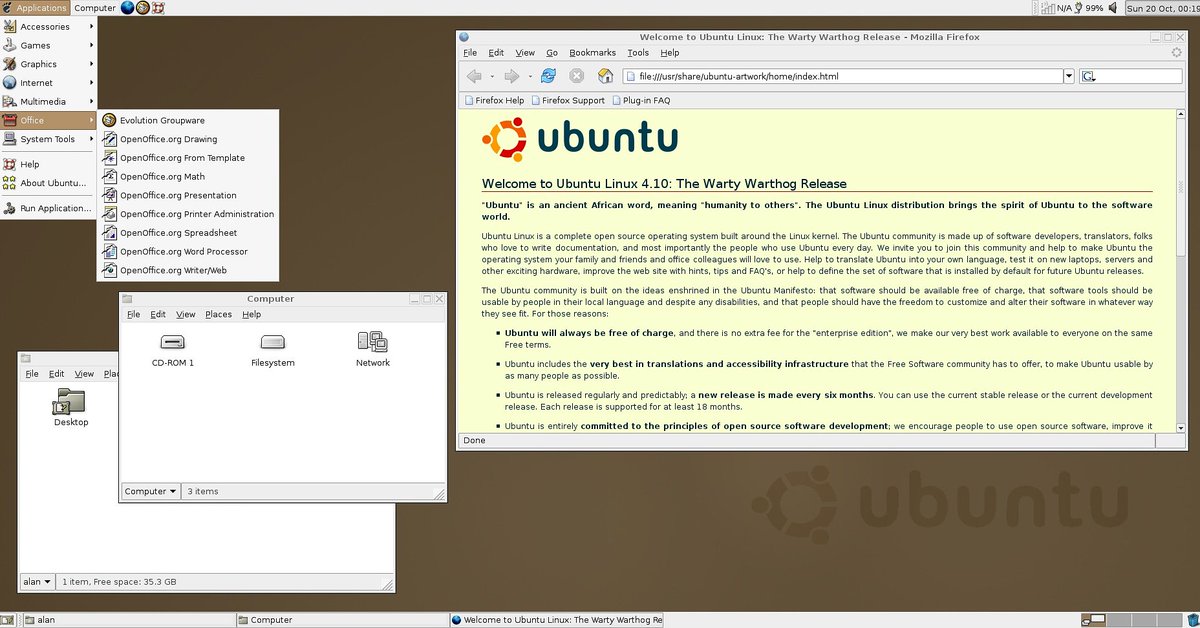 Applications Computer
N/A 99% Sun 20 Oct, 00:19
Accessories
Games
Graphics
Internet
Multimedia
Office
System Tools
Help
About Ubuntu...
Run Application...
Evolution Groupware
OpenOffice.org Drawing
OpenOffice.org From Template
OpenOffice.org Math
OpenOffice.org Presentation
OpenOffice.org Printer Administration
OpenOffice.org Spreadsheet
OpenOffice.org Word Processor
OpenOffice.org Writer/Web
Computer
File Edit View Places Help
CD-ROM 1 Filesystem Network
Computer 3 items
File Edit View
Desktop
alan 1 item, Free space: 35.3 GB
Welcome to Ubuntu Linux: The Warty Warthog Release - Mozilla Firefox
File Edit View Go Bookmarks Tools Help
file:///usr/share/ubuntu-artwork/home/index.html
Firefox Help Firefox Support Plug-in FAQ
ubuntu
Welcome to Ubuntu Linux 4.10: The Warty Warthog Release
"Ubuntu" is an ancient African word, meaning "humanity to others". The Ubuntu Linux distribution brings the spirit of Ubuntu to the software
world.
Ubuntu Linux is a complete open source operating system built around the Linux kernel. The Ubuntu community is made up of software developers, translators, folks
who love to write documentation, and most importantly the people who use Ubuntu every day. We invite you to join this community and help to make Ubuntu the
operating system your family and friends and office colleagues will love to use. Help to translate Ubuntu into your own language, test it on new laptops, servers and
other exciting hardware, improve the web site with hints, tips and FAQ's, or help to define the set of software that is installed by default for future Ubuntu releases.
The Ubuntu community is built on the ideas enshrined in the Ubuntu Manifesto: that software should be available free of charge, that software tools should be
usable by people in their local language and despite any disabilities, and that people should have the freedom to customize and alter their software in whatever way
they see fit. For those reasons:
Ubuntu will always be free of charge, and there is no extra fee for the "enterprise edition", we make our very best work available to everyone on the same
Free terms.
Ubuntu includes the very best in translations and accessibility infrastructure that the Free Software community has to offer, to make Ubuntu usable by
as many people as possible.
Ubuntu is released regularly and predictably; a new release is made every six months. You can use the current stable release or the current development
release. Each release is supported for at least 18 months.
Ubuntu is entirely committed to the principles of open source software development; we encourage people to use open source software, improve it
Done
ubuntu
alan Computer Welcome to Ubuntu Linux: The Warty Warthog Re